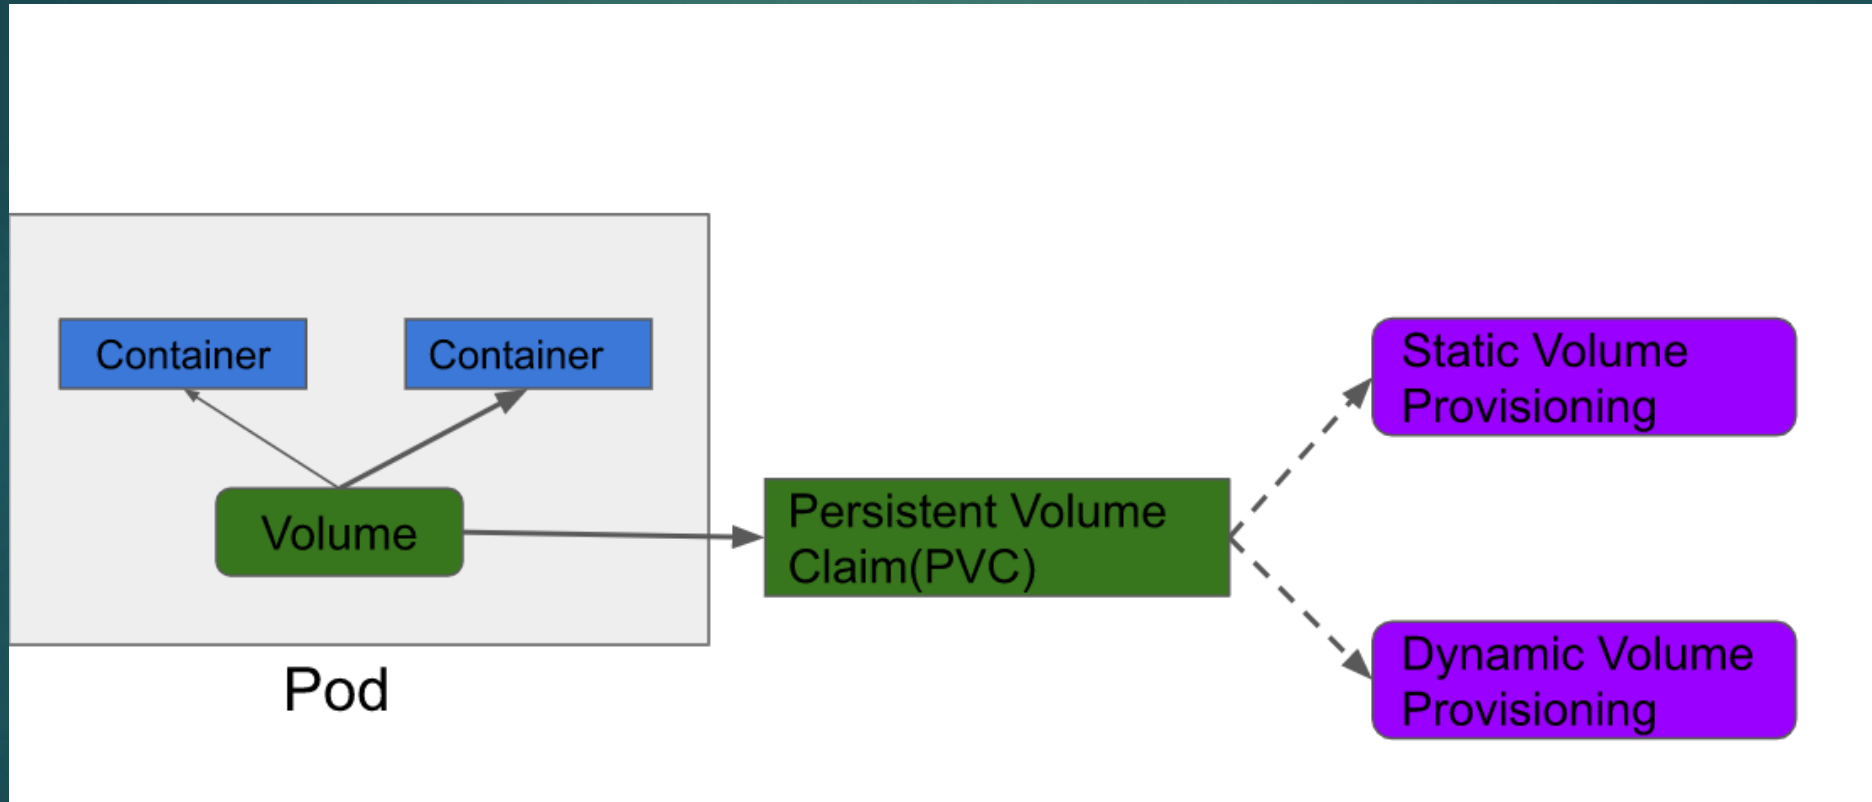 Container
Container
Volume
Pod
Persistent Volume
Claim(PVC)
Static Volume
Provisioning
Dynamic Volume
Provisioning